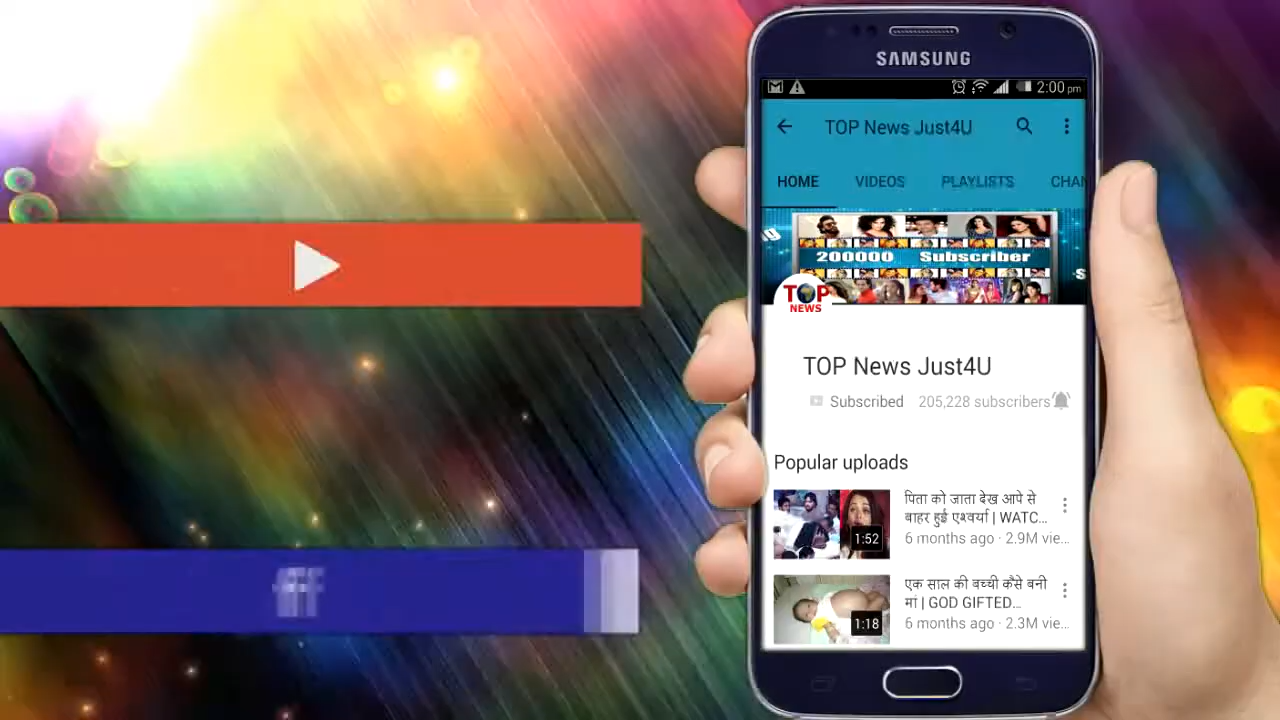 SAMSUNG
2:00 pm
TOP News Just4U
HOME VIDEOS PLAYLISTS CHAN
200000 Subscriber
TOP
NEWS
TOP News Just4U
Subscribed 205,228 subscribers
Popular uploads
पिता को जाता देख आपे से
बाहर हुई एश्वर्या | WATC...
6 months ago · 2.9M vie...
1:52
एक साल की बच्ची कैसे बनी
मां | GOD GIFTED...
6 months ago · 2.3M vie...
1:18